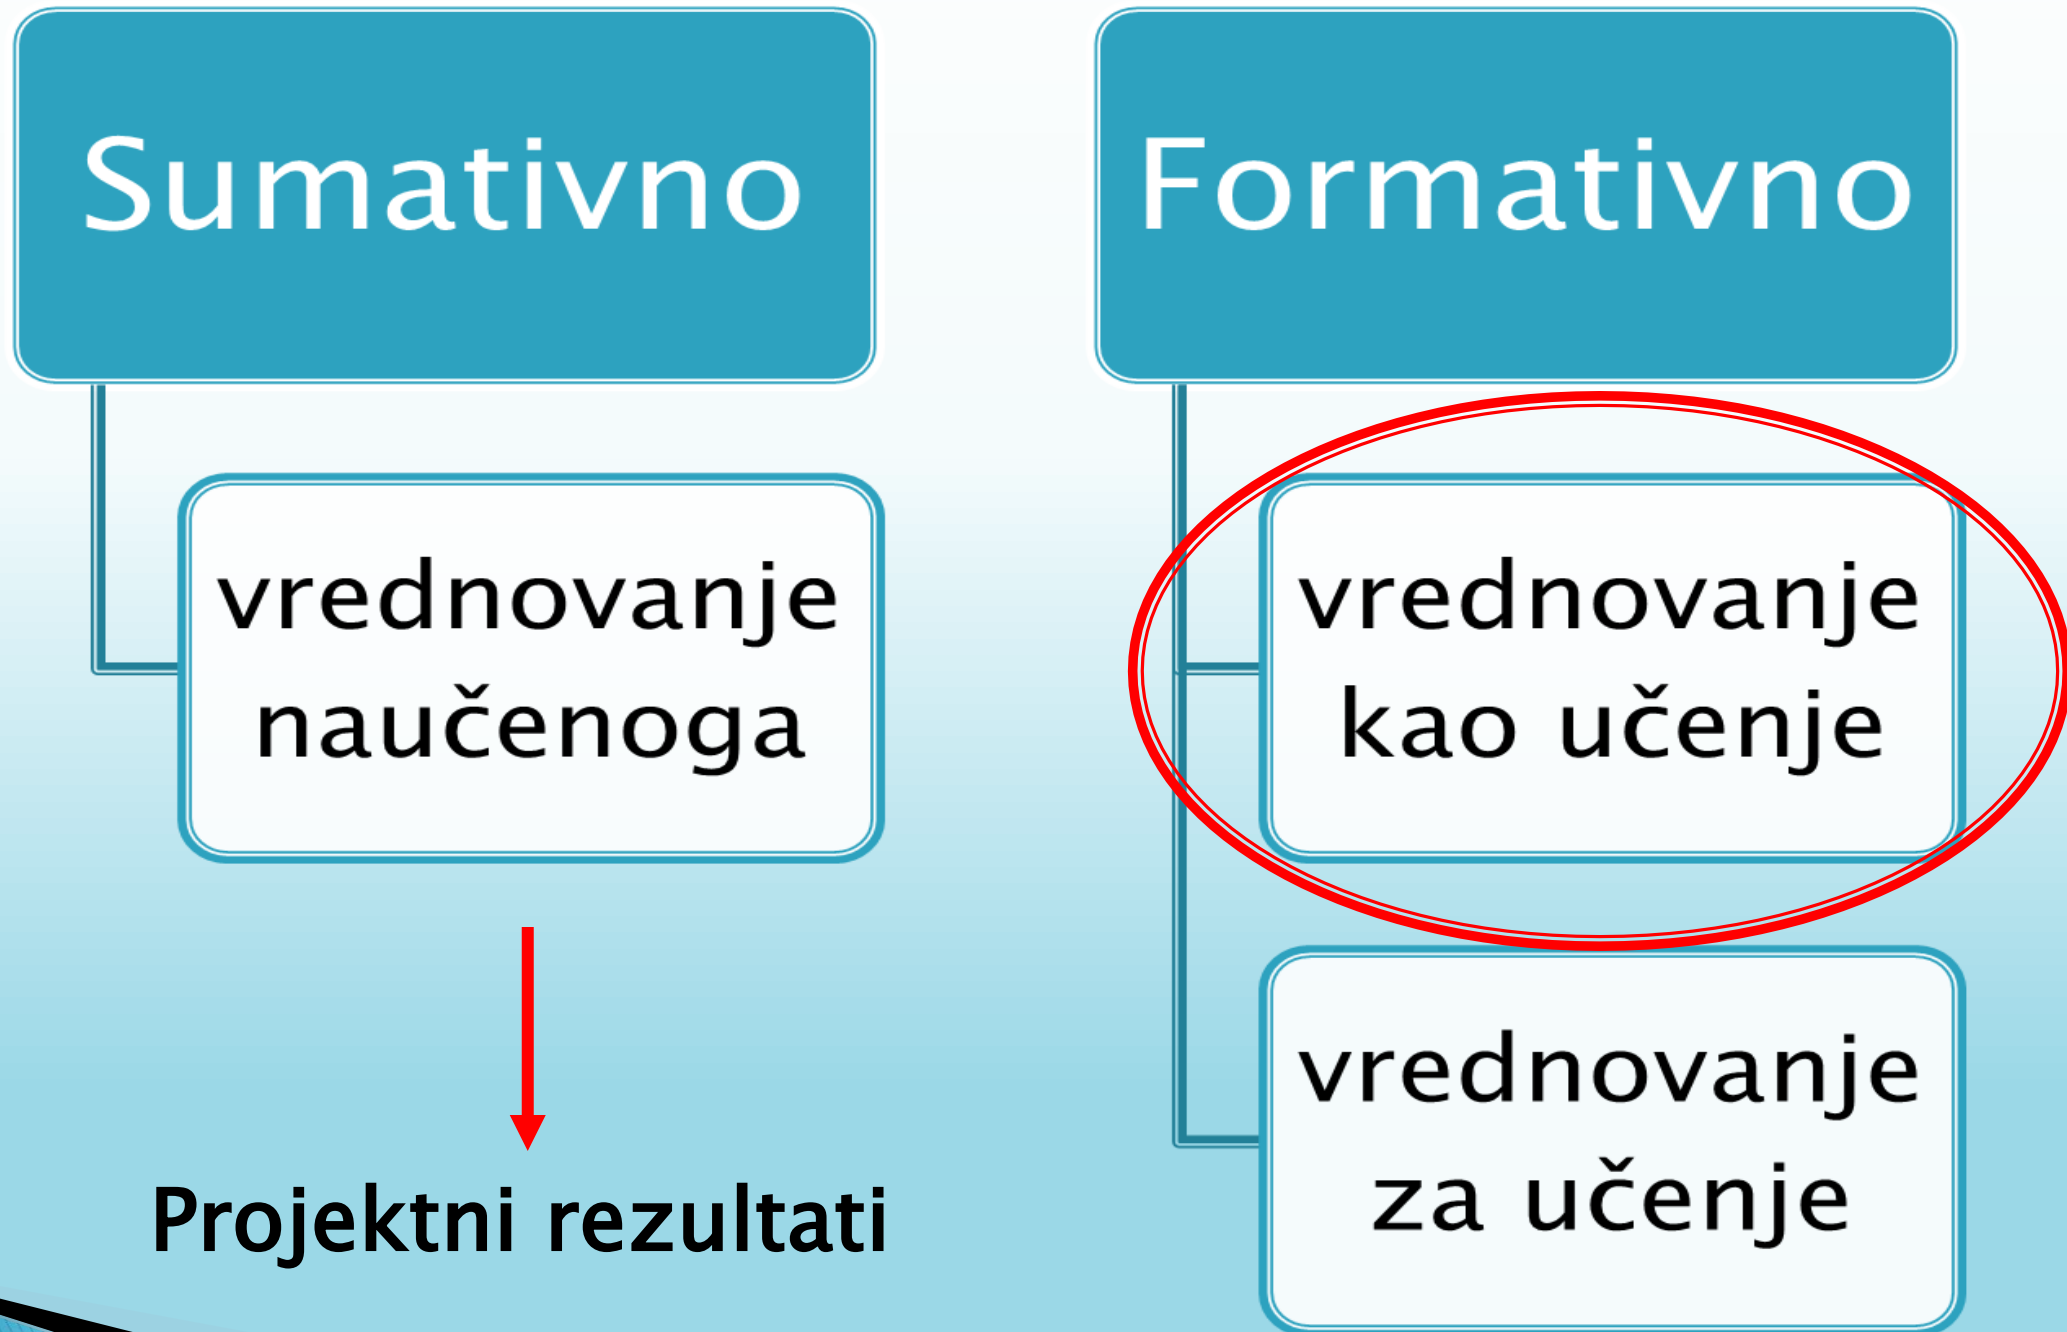 Sumativno
vrednovanje
naučenoga
Projektni rezultati
Formativno
vrednovanje
kao učenje
vrednovanje
za učenje